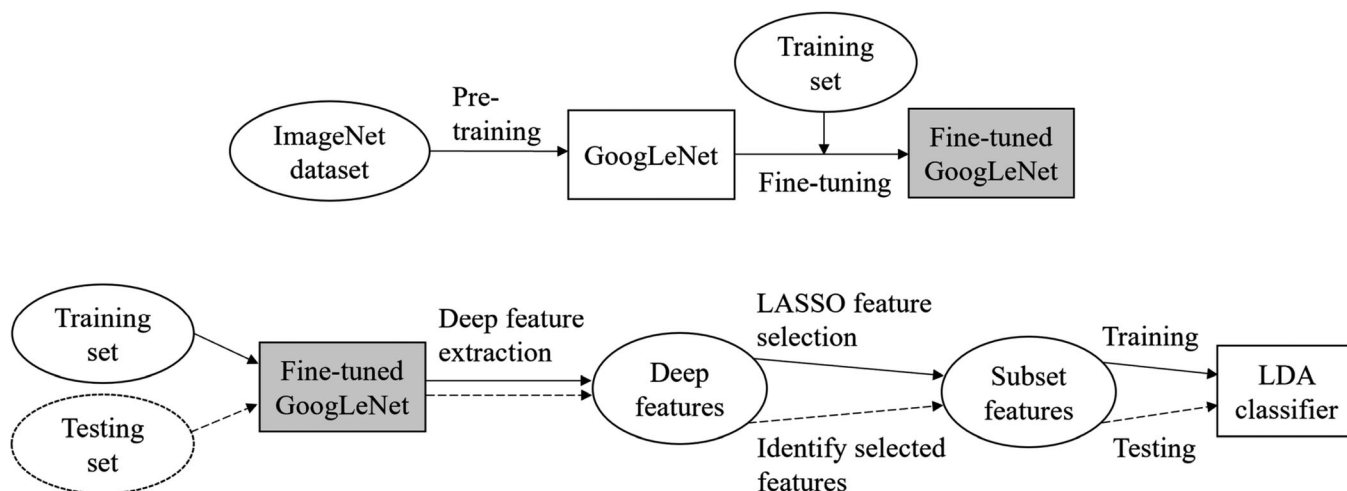 Training
set
Pre-
training
ImageNet
dataset
GoogLeNet
Fine-tuning
Fine-tuned
GoogLeNet
Training
set
Testing
set
Fine-tuned
GoogLeNet
Deep feature
extraction
Deep
features
LASSO feature
selection
Identify selected
features
Subset
features
Training
Testing
LDA
classifier